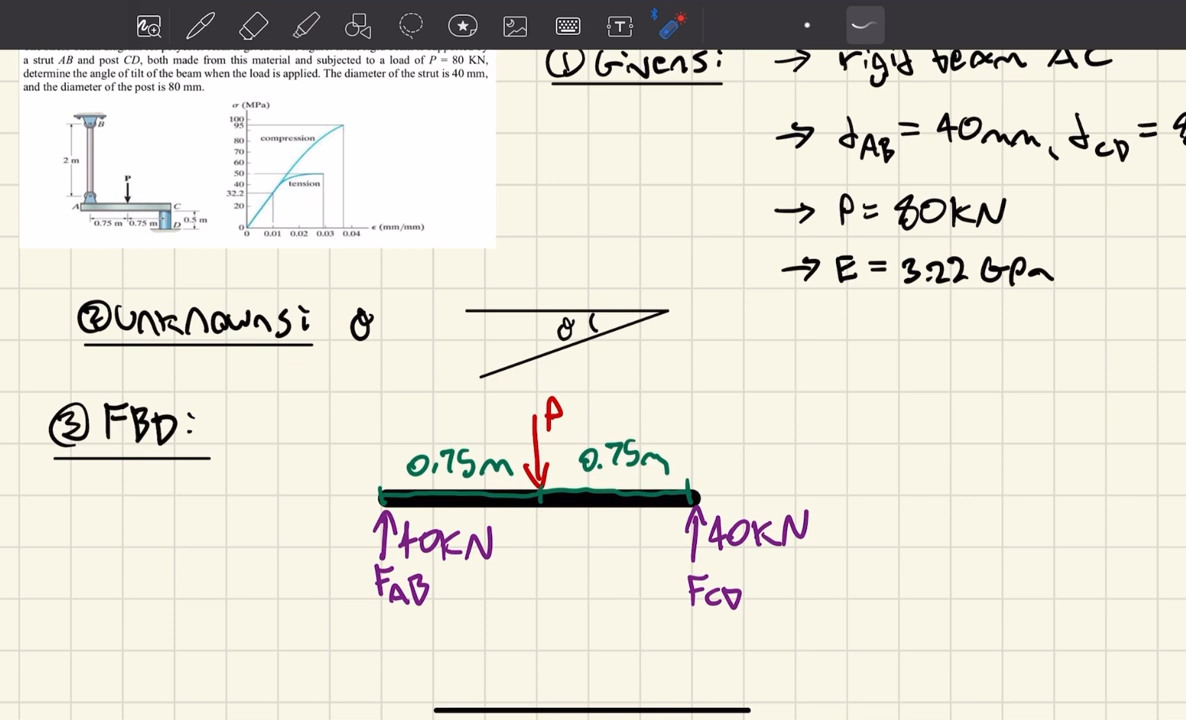 a strut AB and post CD, both made from this material and subjected to a load of P = 80 KN,
determine the angle of tilt of the beam when the load is applied. The diameter of the strut is 40 mm,
and the diameter of the post is 80 mm.
σ (MPa)
100
95
80
70
60
50
40
32.2
20
0
compression
tension
0 0.01 0.02 0.03 0.04
ϵ (mm/mm)
B
2 m
P
A
C
0.75 m 0.75 m
D
0.5 m
① Givens:
→ rigid beam AC
→ dAB = 40mm, dCD = 8
→ P = 80KN
→ E = 3.22 GPa
② Unknowns: θ
θ
③ FBD:
P
0.75m 0.75m
↑40KN ↑40KN
FAB FCD